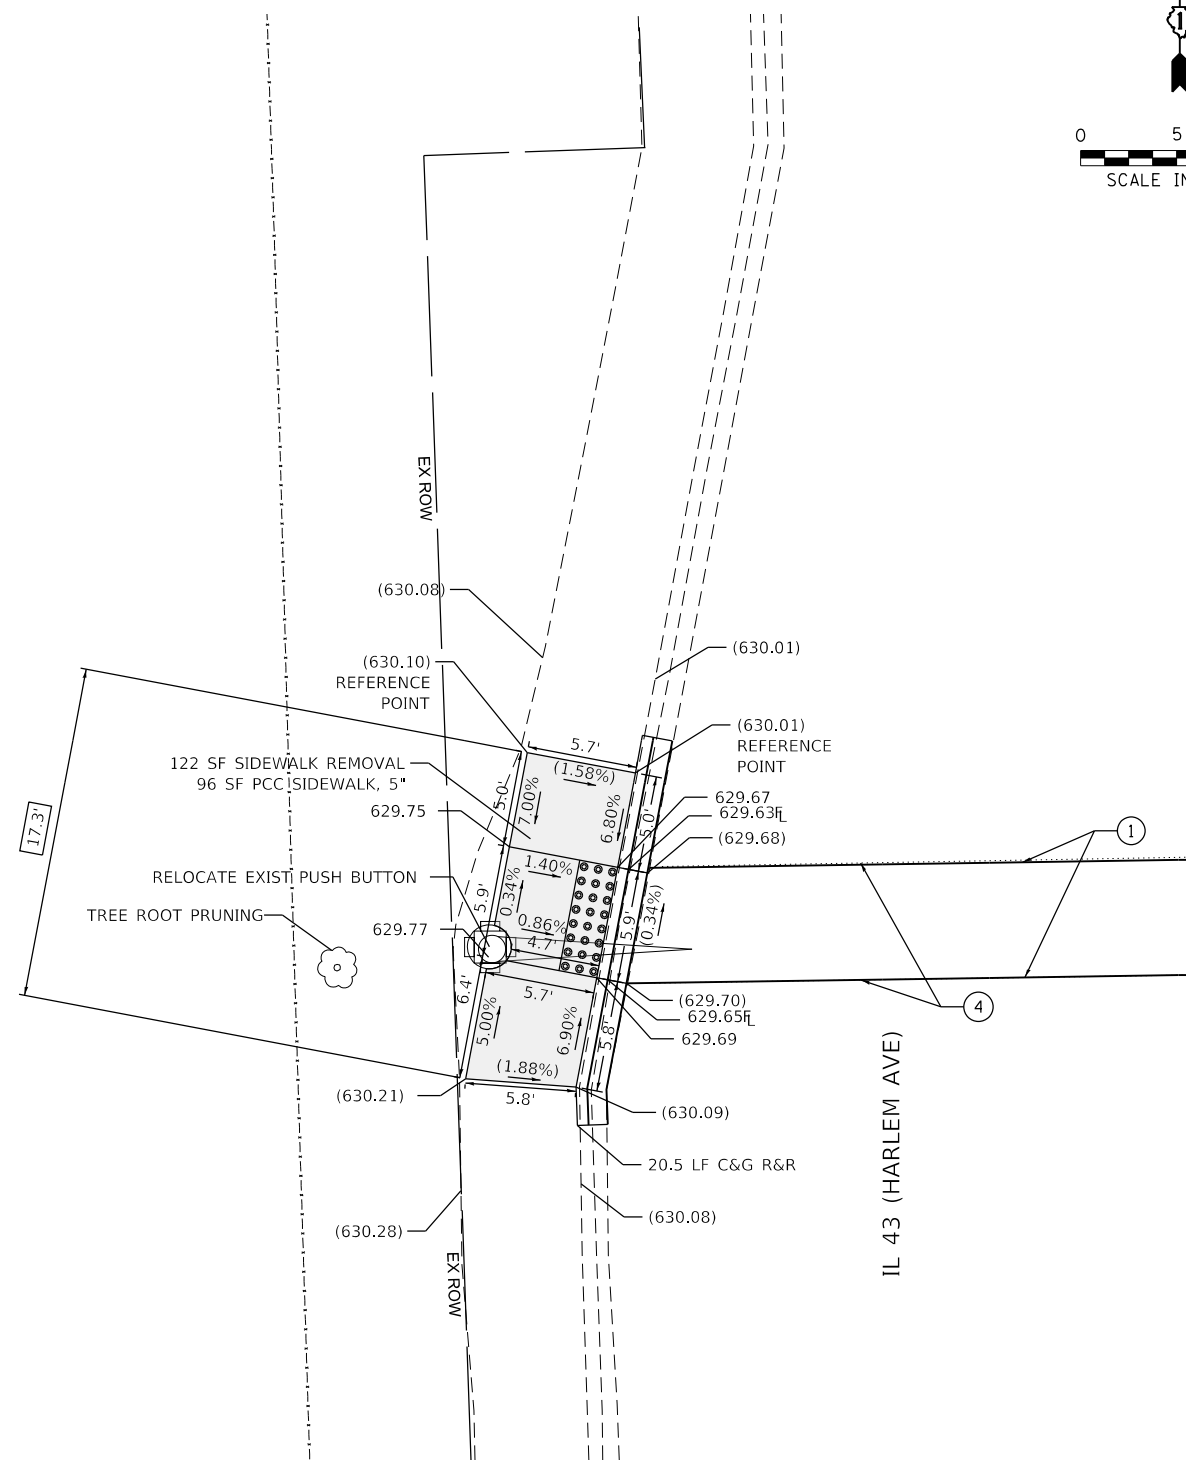 1
0 5
SCALE IN
EX ROW
(630.08)
(630.01)
(630.10)
REFERENCE
POINT
(630.01)
REFERENCE
POINT
5.7'
(1.58%)
122 SF SIDEWALK REMOVAL
96 SF PCC SIDEWALK, 5"
5.0'
7.00%
6.80%
5.0'
17.3'
629.75
629.67
629.63 FL
(629.68)
1
1.40%
RELOCATE EXIST PUSH BUTTON
5.9'
0.34%
0.86%
4.7'
5.9'
(0.34%)
TREE ROOT PRUNING
629.77
6.4'
5.7'
(629.70)
629.65 FL
629.69
4
5.00%
6.90%
5.8'
(1.88%)
5.8'
(630.21)
(630.09)
20.5 LF C&G R&R
(630.28)
(630.08)
EX ROW
IL 43 (HARLEM AVE)